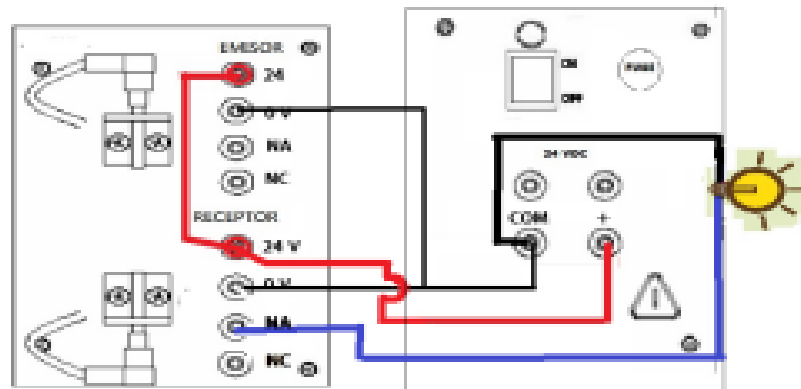 EMISOR
24
0 V
NA
NC
RECEPTOR
24 V
0 V
NA
NC
ON
OFF
FUSE
24 VDC
COM +